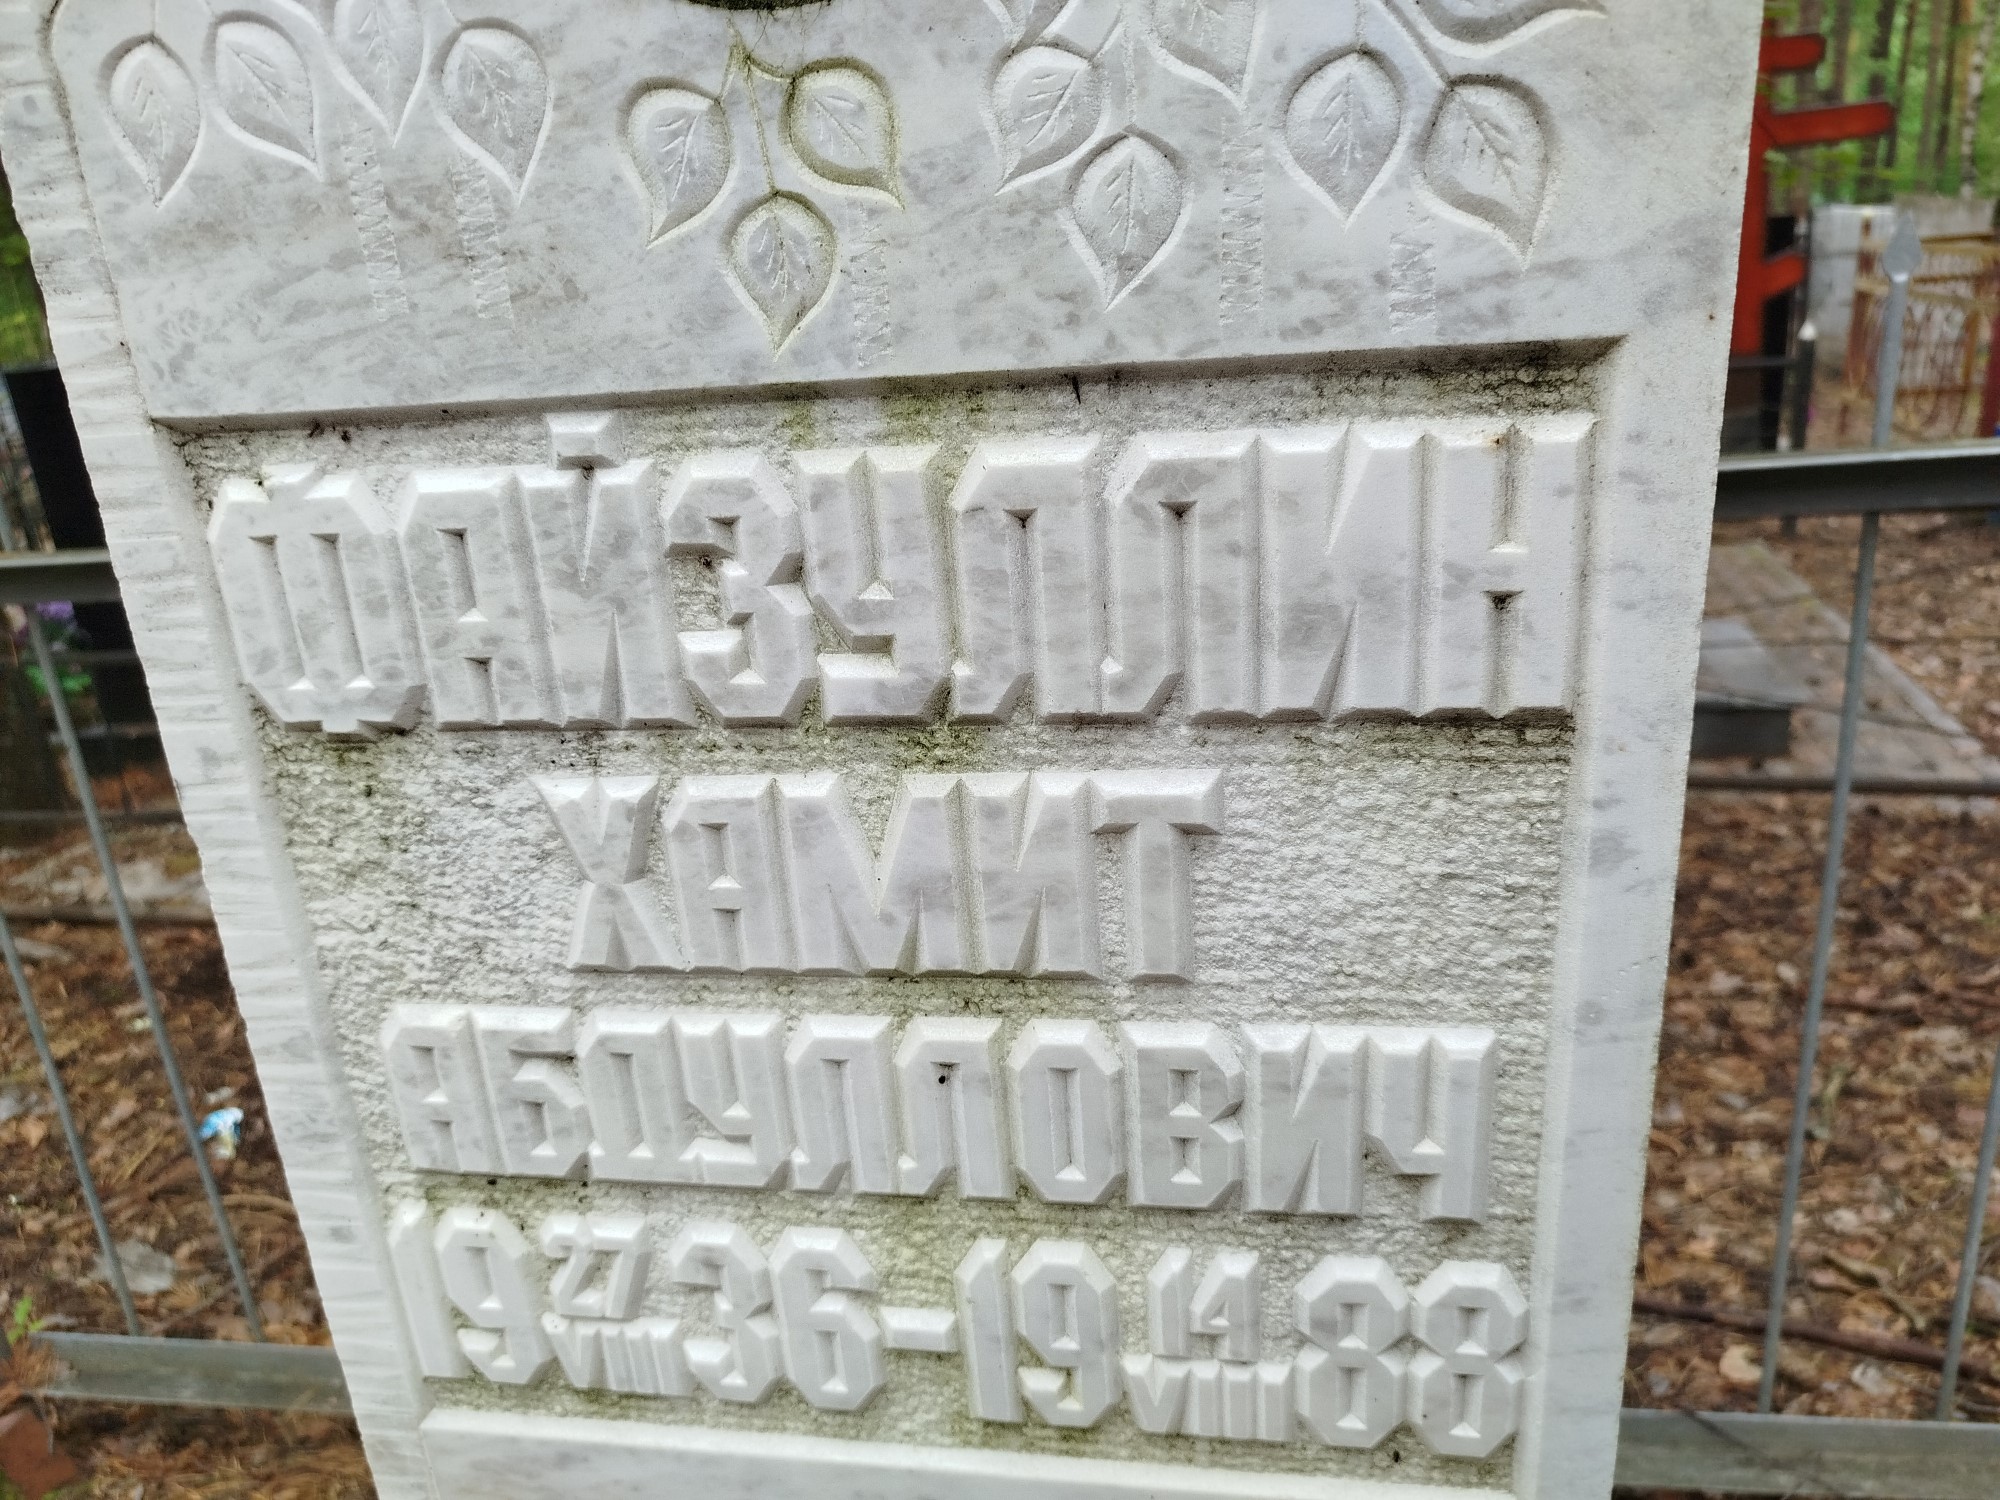 ФАЙЗУЛЛИН
ХАМИТ
АБДУЛЛОВИЧ
19 27/VIII 36 - 19 14/VIII 88